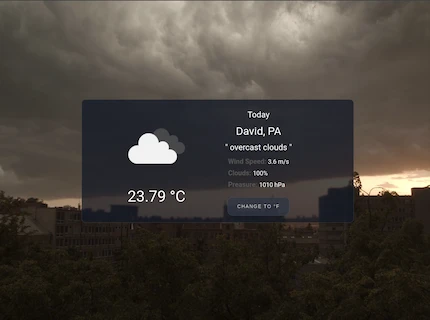 Today
David, PA
" overcast clouds "
Wind Speed: 3.6 m/s
Clouds: 100%
Pressure: 1010 hPa
23.79 °C
CHANGE TO °F